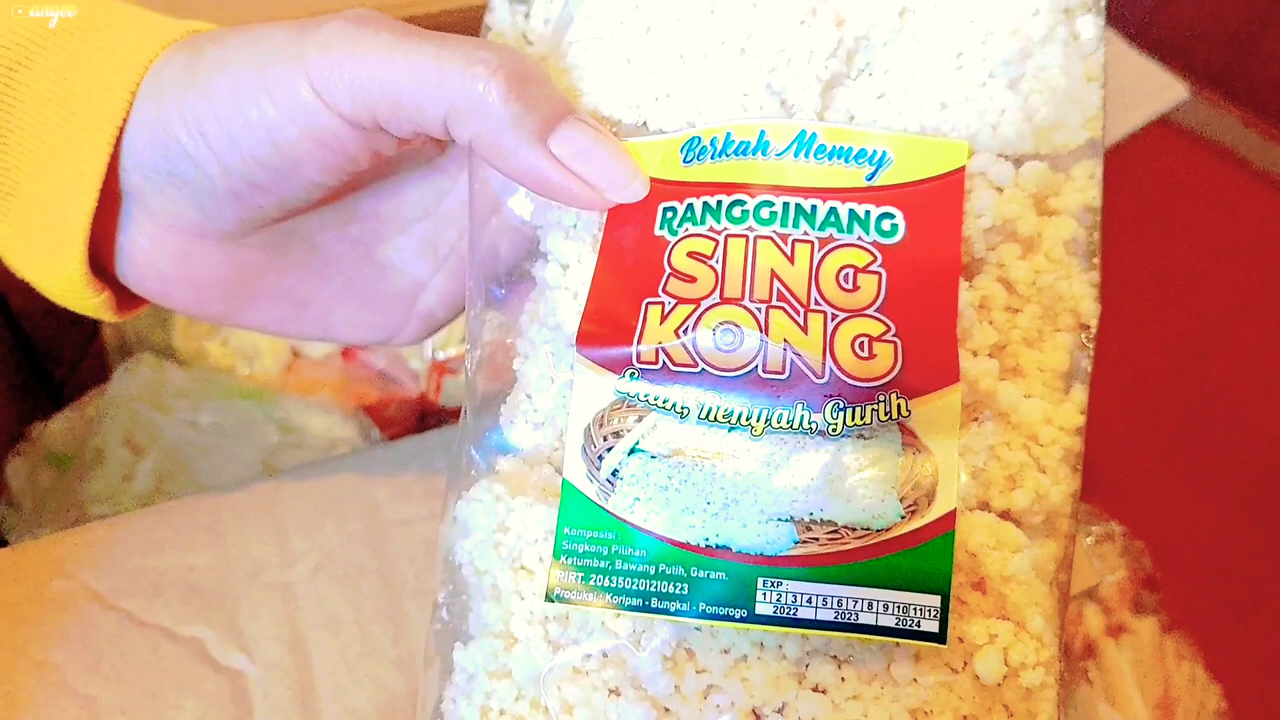 anyer
Berkah Memey
RANGGINANG
SING
KONG
Enak, Renyah, Gurih
Komposisi :
Singkong Pilihan
Ketumbar, Bawang Putih, Garam.
PIRT. 206350201210623
Produksi : Koripan - Bungkal - Ponorogo
EXP :
1 2 3 4 5 6 7 8 9 10 11 12
2022 2023 2024